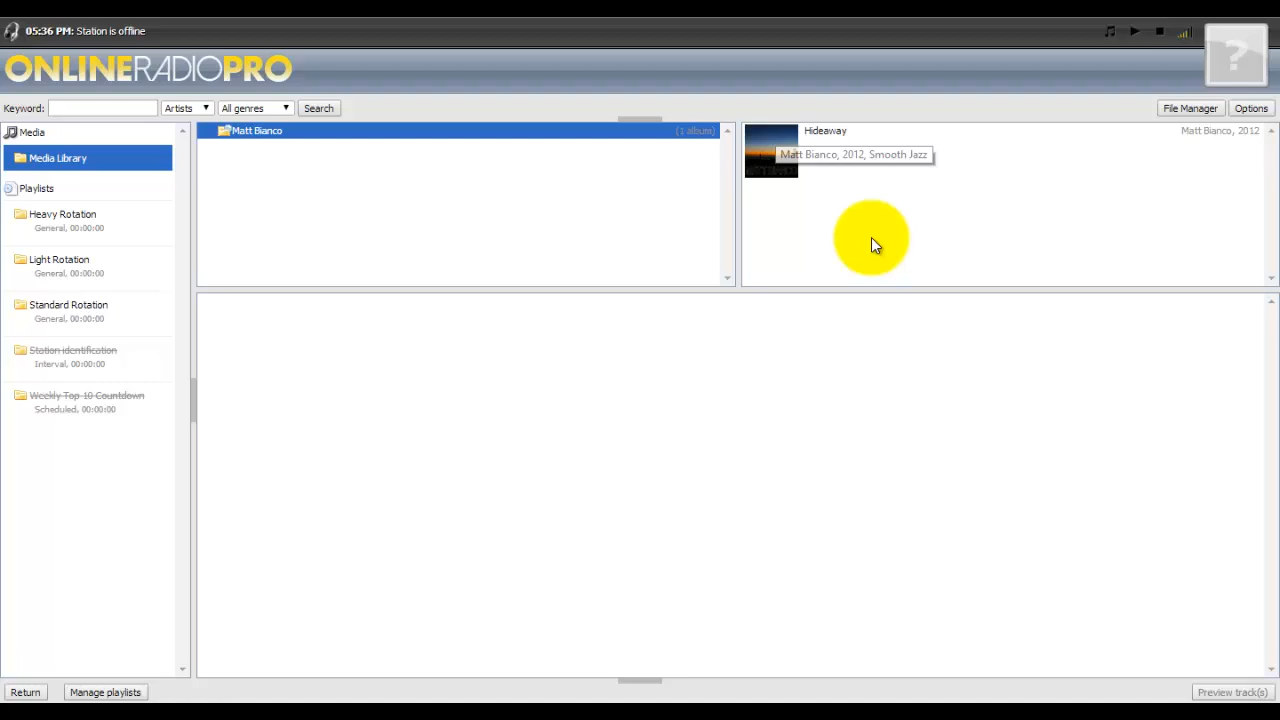 05:36 PM: Station is offline
ONLINERADIOPRO
Keyword: Artists All genres Search File Manager Options
Media
Media Library
Playlists
Heavy Rotation
General, 00:00:00
Light Rotation
General, 00:00:00
Standard Rotation
General, 00:00:00
Station identification
Interval, 00:00:00
Weekly Top 10 Countdown
Scheduled, 00:00:00
Matt Bianco (1 album)
Hideaway Matt Bianco, 2012
Matt Bianco, 2012, Smooth Jazz
Return Manage playlists Preview track(s)